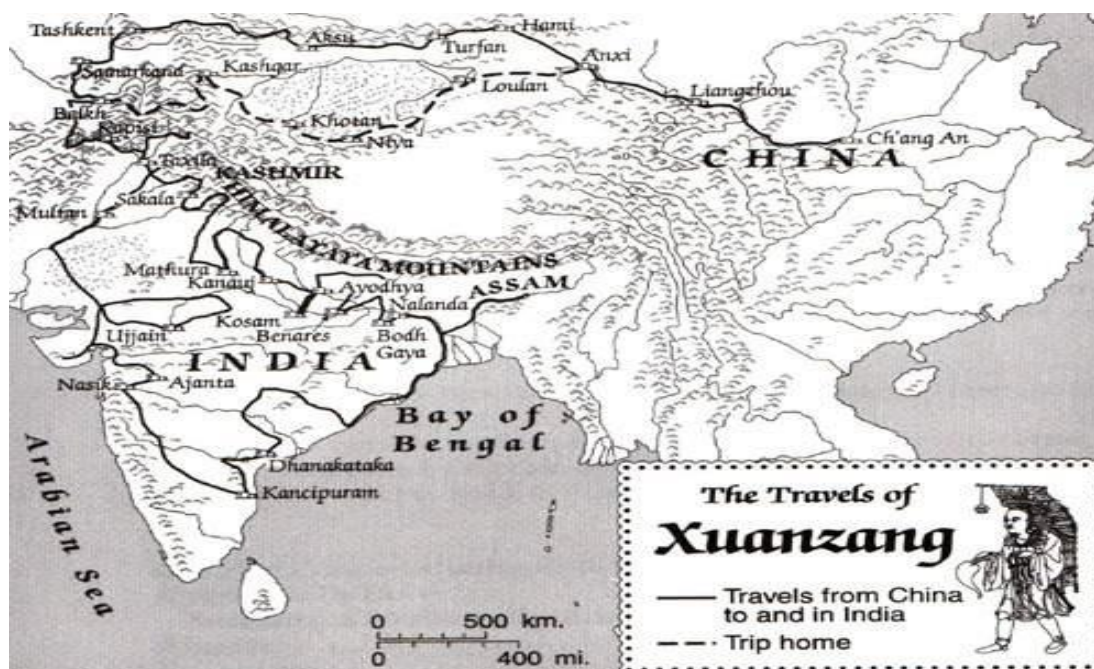 Tashkent
Aksu
Turfan
Hami
Anxi
Samarkand
Kashgar
Loulan
Liangzhou
Balkh
Kapisi
Khotan
Niya
Ch'ang An
CHINA
Taxila
KASHMIR
Sakala
Multan
HIMALAYA MOUNTAINS
Mathura
Kanauj
Ayodhya
ASSAM
Nalanda
Kosam
Ujjain
Benares
Bodh
Gaya
INDIA
Nasik
Ajanta
Bay of
Bengal
Arabian Sea
Dhanakataka
Kancipuram
The Travels of
Xuanzang
Travels from China
to and in India
Trip home
0 500 km.
0 400 mi.